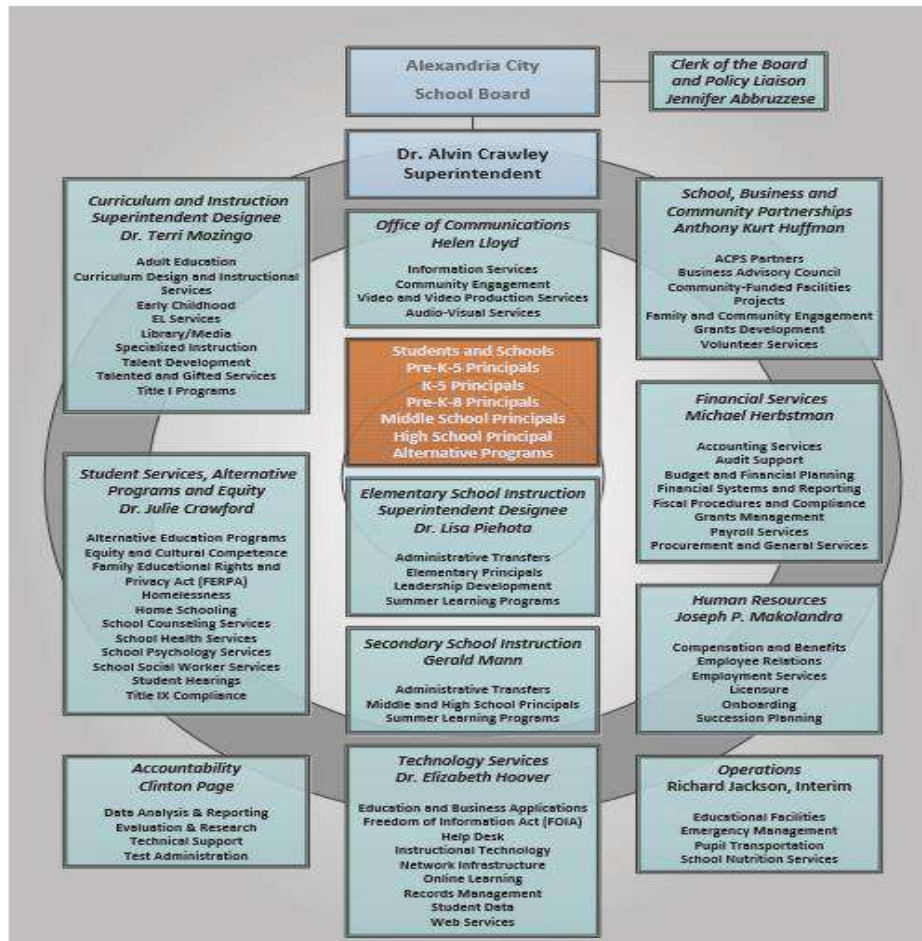 Alexandria City
School Board
Clerk of the Board
and Policy Liaison
Jennifer Abbruzzese
Dr. Alvin Crawley
Superintendent
Curriculum and Instruction
Superintendent Designee
Dr. Terri Mozingo
Adult Education
Curriculum Design and Instructional
Services
Early Childhood
EL Services
Library/Media
Specialized Instruction
Talent Development
Talented and Gifted Services
Title I Programs
Office of Communications
Helen Lloyd
Information Services
Community Engagement
Video and Video Production Services
Audio-Visual Services
School, Business and
Community Partnerships
Anthony Kurt Huffman
ACPS Partners
Business Advisory Council
Community-Funded Facilities
Projects
Family and Community Engagement
Grants Development
Volunteer Services
Students and Schools
Pre-K-5 Principals
K-5 Principals
Pre-K-8 Principals
Middle School Principals
High School Principal
Alternative Programs
Financial Services
Michael Herbstman
Accounting Services
Audit Support
Budget and Financial Planning
Financial Systems and Reporting
Fiscal Procedures and Compliance
Grants Management
Payroll Services
Procurement and General Services
Student Services, Alternative
Programs and Equity
Dr. Julie Crawford
Alternative Education Programs
Equity and Cultural Competence
Family Educational Rights and
Privacy Act (FERPA)
Homelessness
Home Schooling
School Counseling Services
School Health Services
School Psychology Services
School Social Worker Services
Student Hearings
Title IX Compliance
Elementary School Instruction
Superintendent Designee
Dr. Lisa Piehota
Administrative Transfers
Elementary Principals
Leadership Development
Summer Learning Programs
Human Resources
Joseph P. Makolandra
Compensation and Benefits
Employee Relations
Employment Services
Licensure
Onboarding
Succession Planning
Secondary School Instruction
Gerald Mann
Administrative Transfers
Middle and High School Principals
Summer Learning Programs
Accountability
Clinton Page
Data Analysis & Reporting
Evaluation & Research
Technical Support
Test Administration
Technology Services
Dr. Elizabeth Hoover
Education and Business Applications
Freedom of Information Act (FOIA)
Help Desk
Instructional Technology
Network Infrastructure
Online Learning
Records Management
Student Data
Web Services
Operations
Richard Jackson, Interim
Educational Facilities
Emergency Management
Pupil Transportation
School Nutrition Services